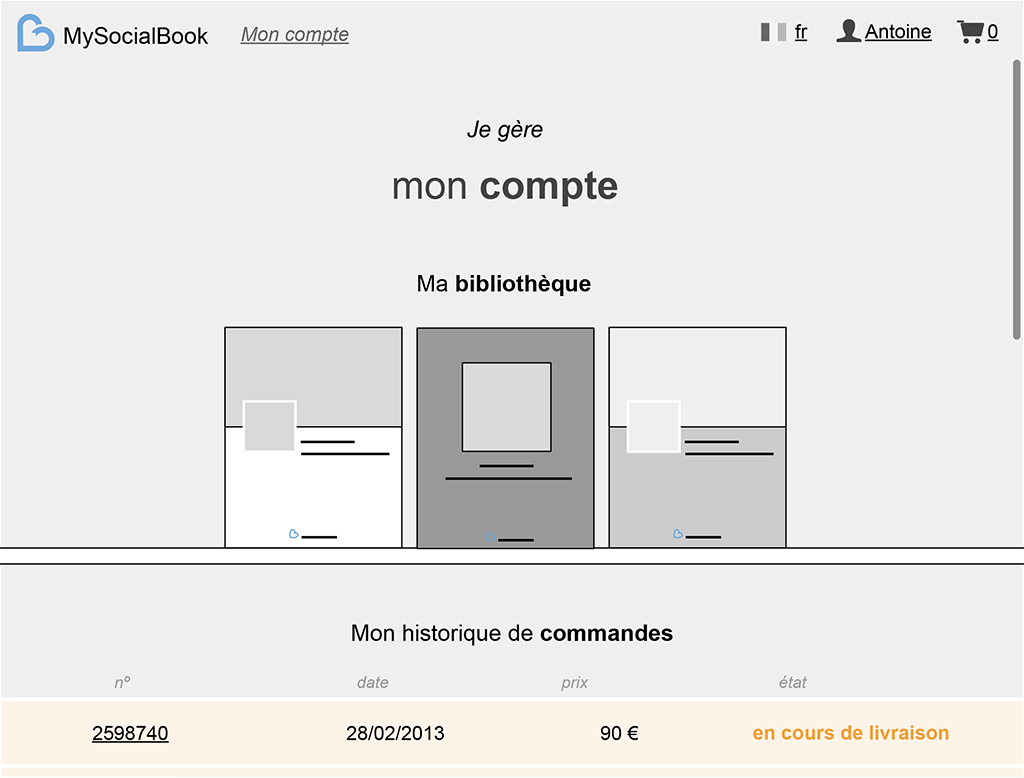 MySocialBook Mon compte fr Antoine 0
Je gère
mon compte
Ma bibliothèque
Mon historique de commandes
nº date prix état
2598740 28/02/2013 90 € en cours de livraison